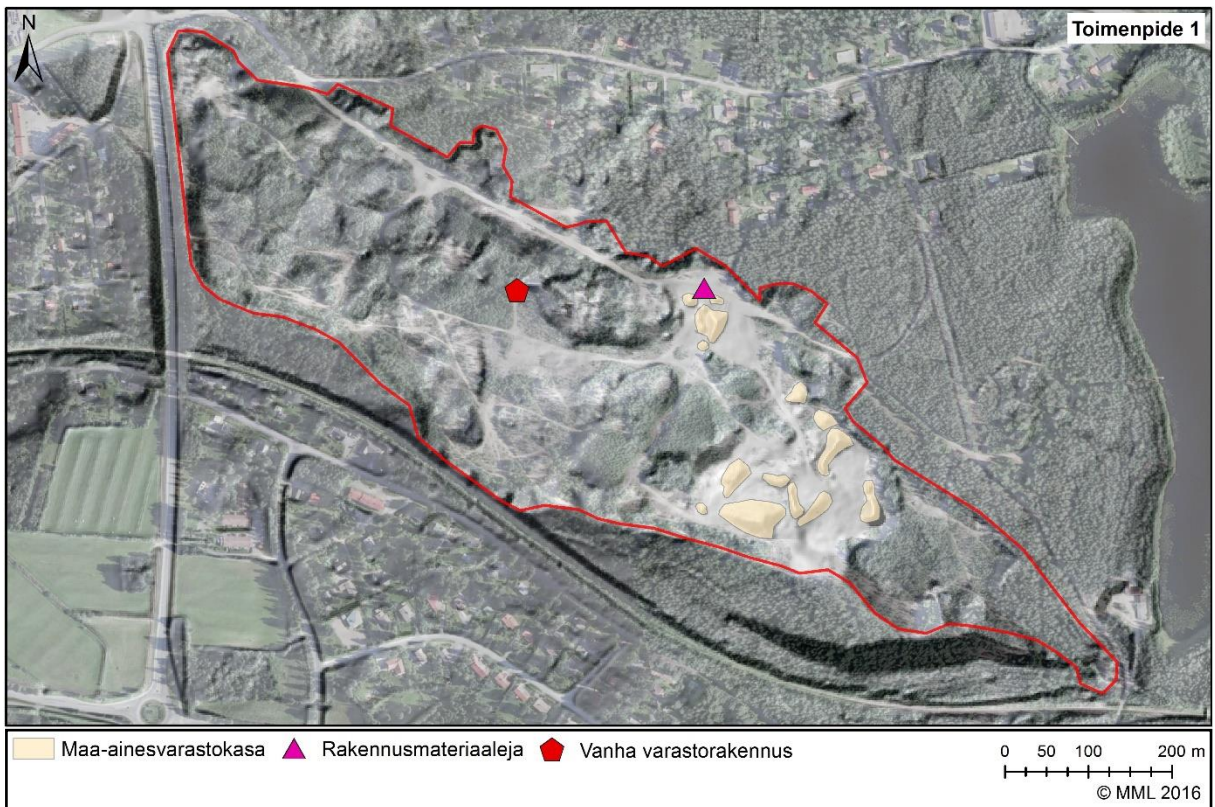 N
Toimenpide 1
Maa-ainesvarastokasa
Rakennusmateriaaleja
Vanha varastorakennus
0 50 100 200 m
© MML 2016